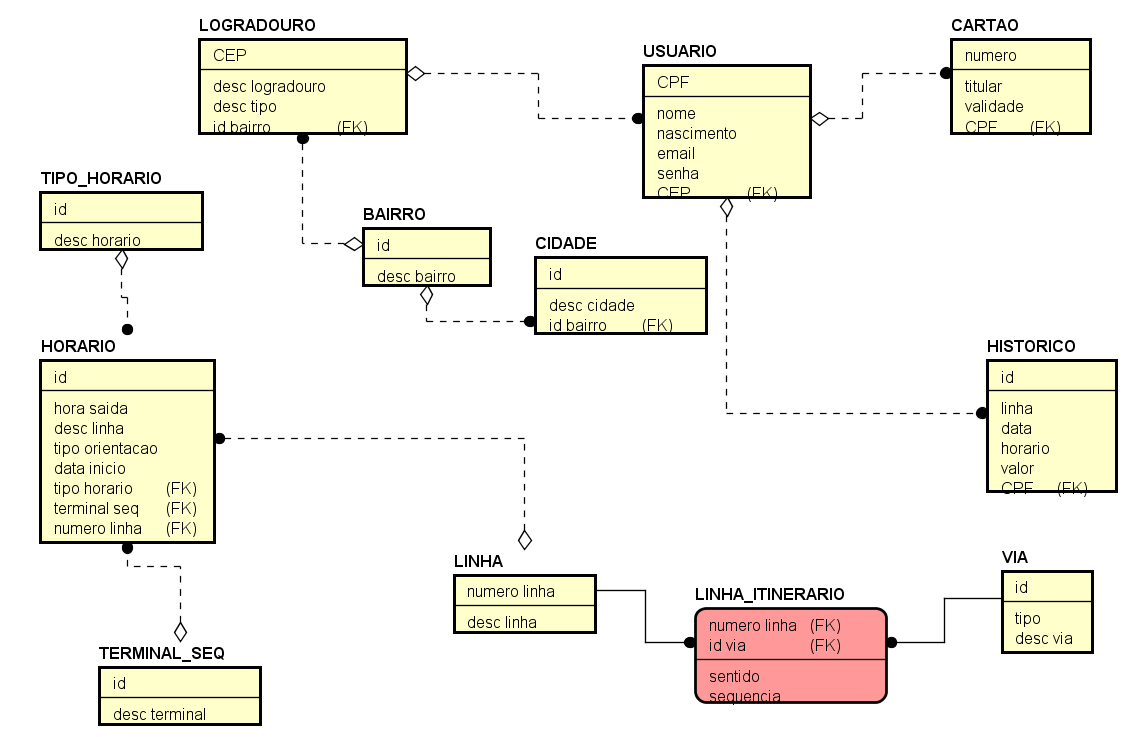 LOGRADOURO
CEP
desc logradouro
desc tipo
id bairro (FK)
USUARIO
CPF
nome
nascimento
email
senha
CEP (FK)
CARTAO
numero
titular
validade
CPF (FK)
TIPO_HORARIO
id
desc horario
BAIRRO
id
desc bairro
CIDADE
id
desc cidade
id bairro (FK)
HORARIO
id
hora saida
desc linha
tipo orientacao
data inicio
tipo horario (FK)
terminal seq (FK)
numero linha (FK)
HISTORICO
id
linha
data
horario
valor
CPF (FK)
LINHA
numero linha
desc linha
LINHA_ITINERARIO
numero linha (FK)
id via (FK)
sentido
sequencia
VIA
id
tipo
desc via
TERMINAL_SEQ
id
desc terminal